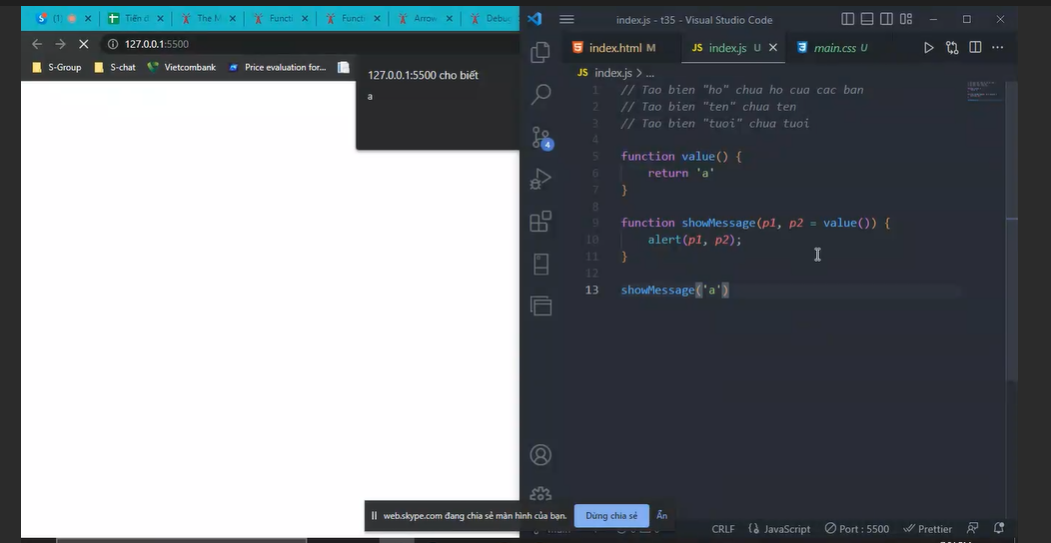 (1)
Tiến đ
The M
Functi
Functi
Arrow
Debug
127.0.0.1:5500
S-Group
S-chat
Vietcombank
Price evaluation for...
127.0.0.1:5500 cho biết
a
index.js - t35 - Visual Studio Code
index.html M
JS index.js U
main.css U
JS index.js > ...
1 // Tao bien "ho" chua ho cua cac ban
2 // Tao bien "ten" chua ten
3 // Tao bien "tuoi" chua tuoi
4
5 function value() {
6 return 'a'
7 }
8
9 function showMessage(p1, p2 = value()) {
10 alert(p1, p2);
11 }
12
13 showMessage('a')
4
web.skype.com đang chia sẻ màn hình của bạn.
Dừng chia sẻ
Ẩn
CRLF
JavaScript
Port : 5500
Prettier